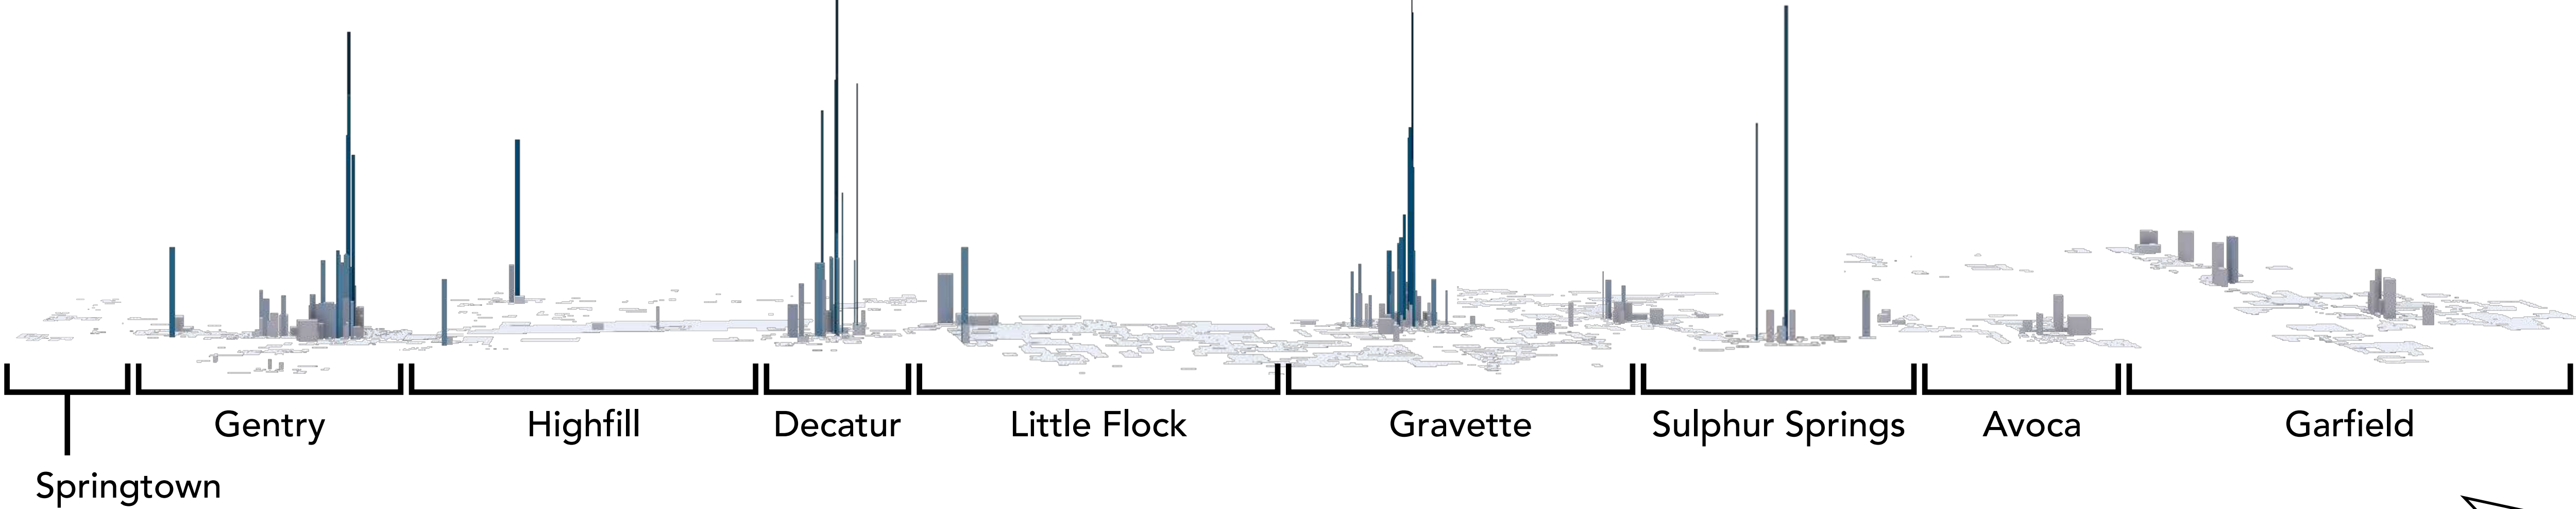 Gentry
Highfill
Decatur
Little Flock
Gravette
Sulphur Springs
Avoca
Garfield
Springtown